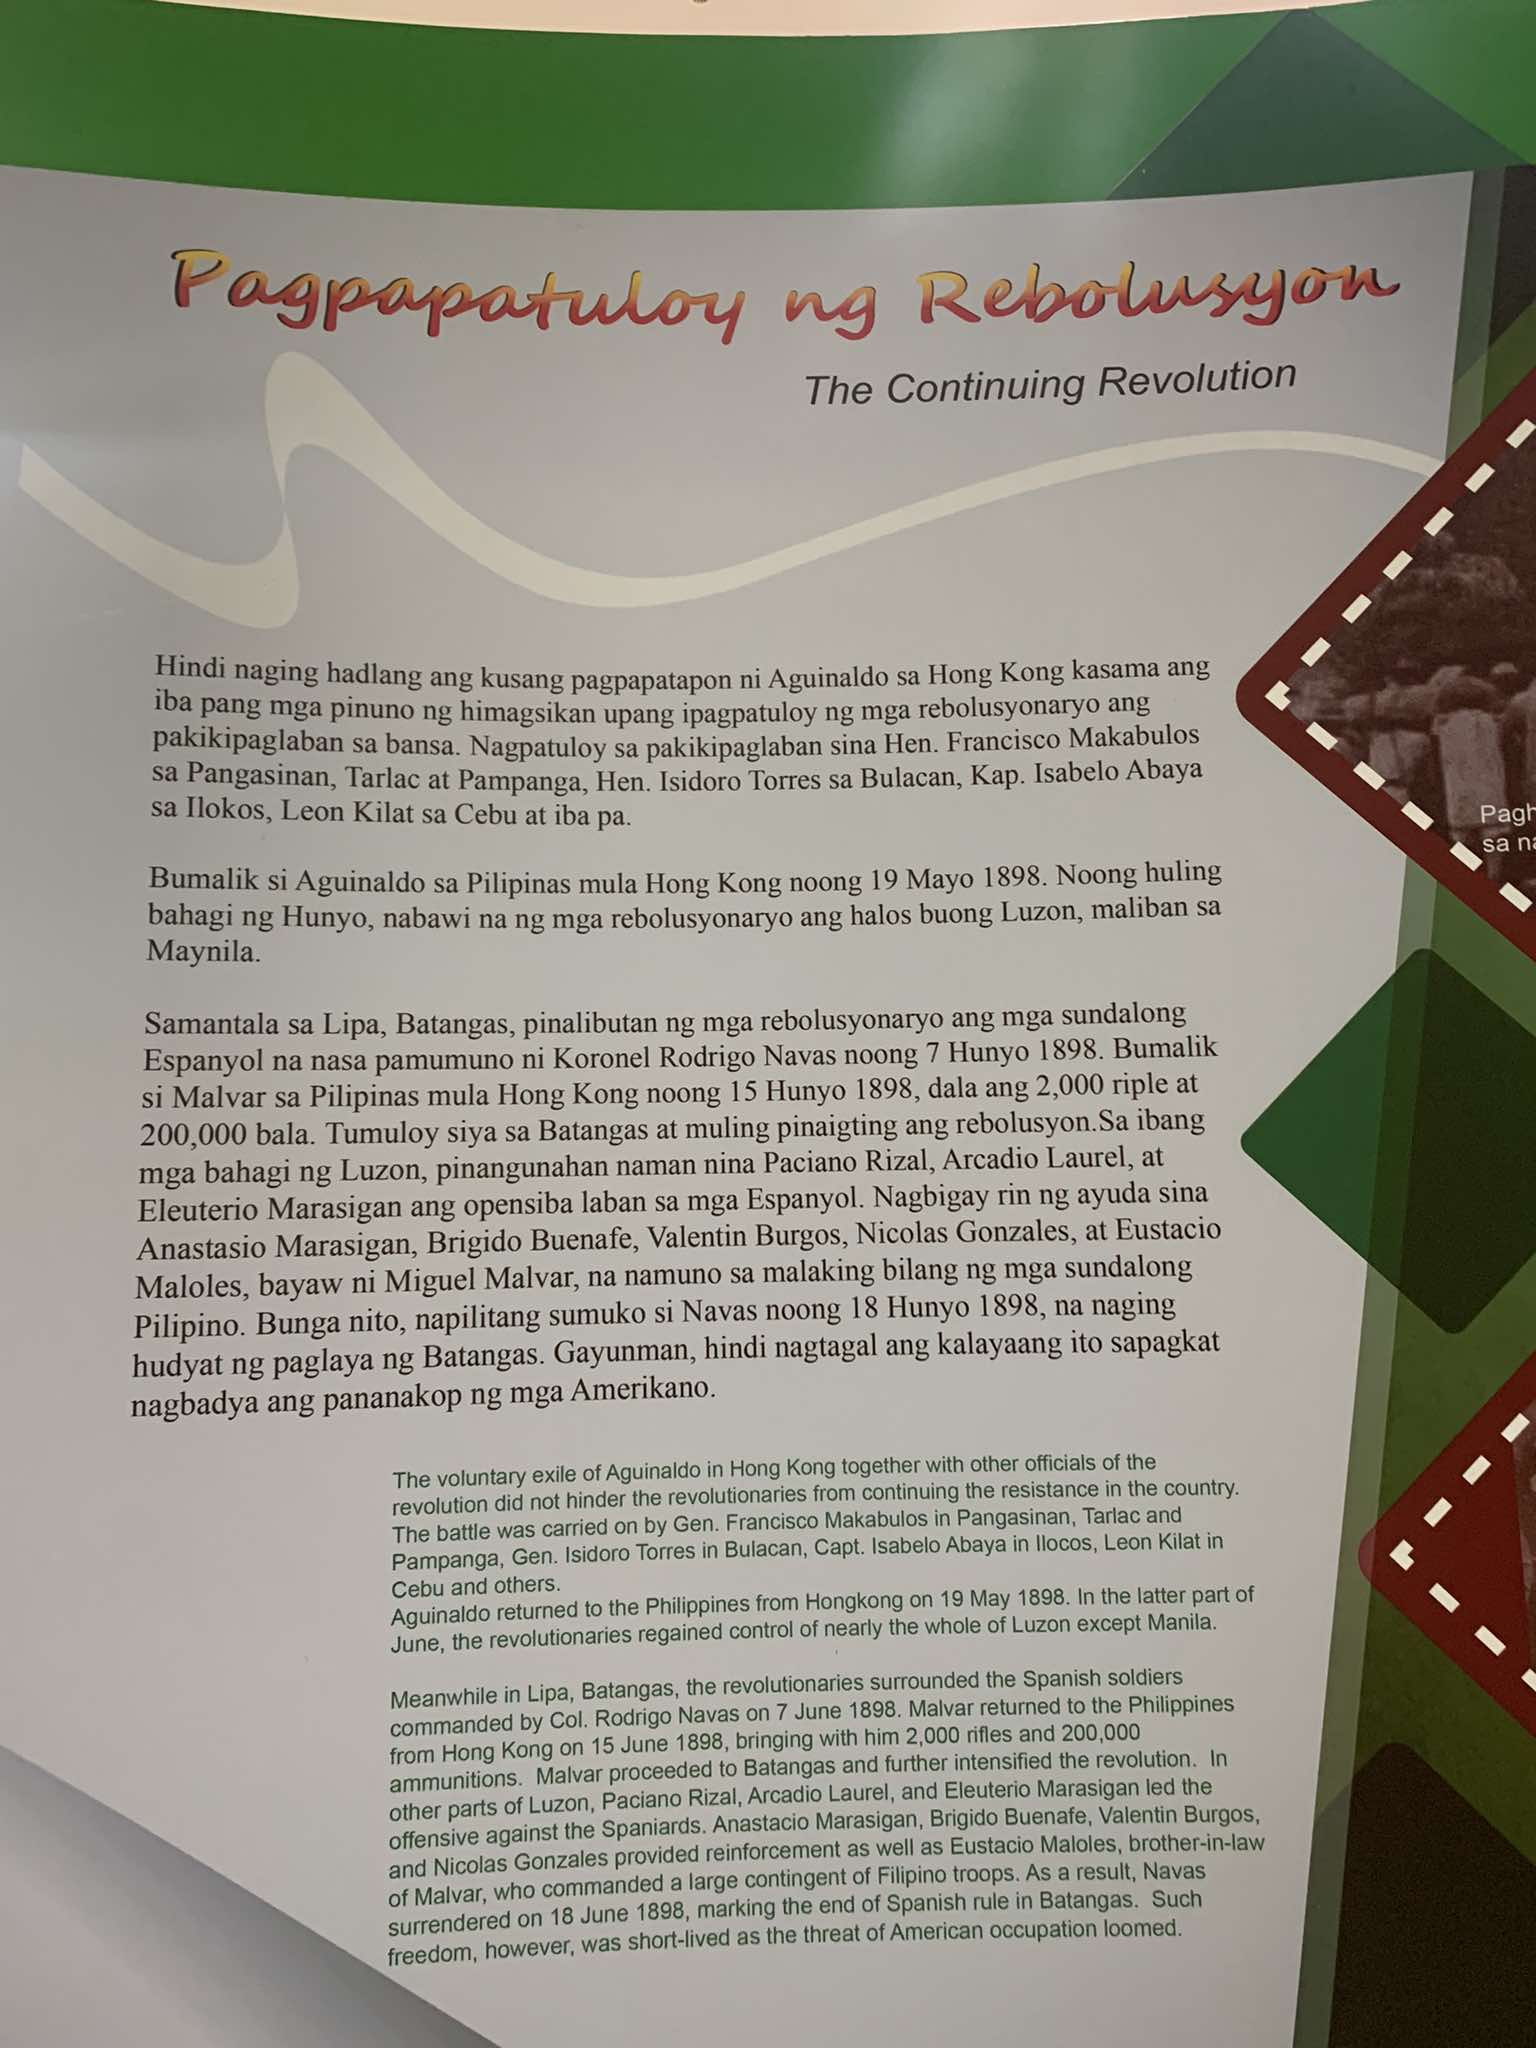 Pagpapatuloy ng Rebolusyon
The Continuing Revolution
Hindi naging hadlang ang kusang pagpapatapon ni Aguinaldo sa Hong Kong kasama ang
iba pang mga pinuno ng himagsikan upang ipagpatuloy ng mga rebolusyonaryo ang
pakikipaglaban sa bansa. Nagpatuloy sa pakikipaglaban sina Hen. Francisco Makabulos
sa Pangasinan, Tarlac at Pampanga, Hen. Isidoro Torres sa Bulacan, Kap. Isabelo Abaya
sa Ilokos, Leon Kilat sa Cebu at iba pa.
Bumalik si Aguinaldo sa Pilipinas mula Hong Kong noong 19 Mayo 1898. Noong huling
bahagi ng Hunyo, nabawi na ng mga rebolusyonaryo ang halos buong Luzon, maliban sa
Maynila.
Samantala sa Lipa, Batangas, pinalibutan ng mga rebolusyonaryo ang mga sundalong
Espanyol na nasa pamumuno ni Koronel Rodrigo Navas noong 7 Hunyo 1898. Bumalik
si Malvar sa Pilipinas mula Hong Kong noong 15 Hunyo 1898, dala ang 2,000 riple at
200,000 bala. Tumuloy siya sa Batangas at muling pinaigting ang rebolusyon.Sa ibang
mga bahagi ng Luzon, pinangunahan naman nina Paciano Rizal, Arcadio Laurel, at
Eleuterio Marasigan ang opensiba laban sa mga Espanyol. Nagbigay rin ng ayuda sina
Anastasio Marasigan, Brigido Buenafe, Valentin Burgos, Nicolas Gonzales, at Eustacio
Maloles, bayaw ni Miguel Malvar, na namuno sa malaking bilang ng mga sundalong
Pilipino. Bunga nito, napilitang sumuko si Navas noong 18 Hunyo 1898, na naging
hudyat ng paglaya ng Batangas. Gayunman, hindi nagtagal ang kalayaang ito sapagkat
nagbadya ang pananakop ng mga Amerikano.
The voluntary exile of Aguinaldo in Hong Kong together with other officials of the
revolution did not hinder the revolutionaries from continuing the resistance in the country.
The battle was carried on by Gen. Francisco Makabulos in Pangasinan, Tarlac and
Pampanga, Gen. Isidoro Torres in Bulacan, Capt. Isabelo Abaya in Ilocos, Leon Kilat in
Cebu and others.
Aguinaldo returned to the Philippines from Hongkong on 19 May 1898. In the latter part of
June, the revolutionaries regained control of nearly the whole of Luzon except Manila.
Meanwhile in Lipa, Batangas, the revolutionaries surrounded the Spanish soldiers
commanded by Col. Rodrigo Navas on 7 June 1898. Malvar returned to the Philippines
from Hong Kong on 15 June 1898, bringing with him 2,000 rifles and 200,000
ammunitions. Malvar proceeded to Batangas and further intensified the revolution. In
other parts of Luzon, Paciano Rizal, Arcadio Laurel, and Eleuterio Marasigan led the
offensive against the Spaniards. Anastacio Marasigan, Brigido Buenafe, Valentin Burgos,
and Nicolas Gonzales provided reinforcement as well as Eustacio Maloles, brother-in-law
of Malvar, who commanded a large contingent of Filipino troops. As a result, Navas
surrendered on 18 June 1898, marking the end of Spanish rule in Batangas. Such
freedom, however, was short-lived as the threat of American occupation loomed.
sa